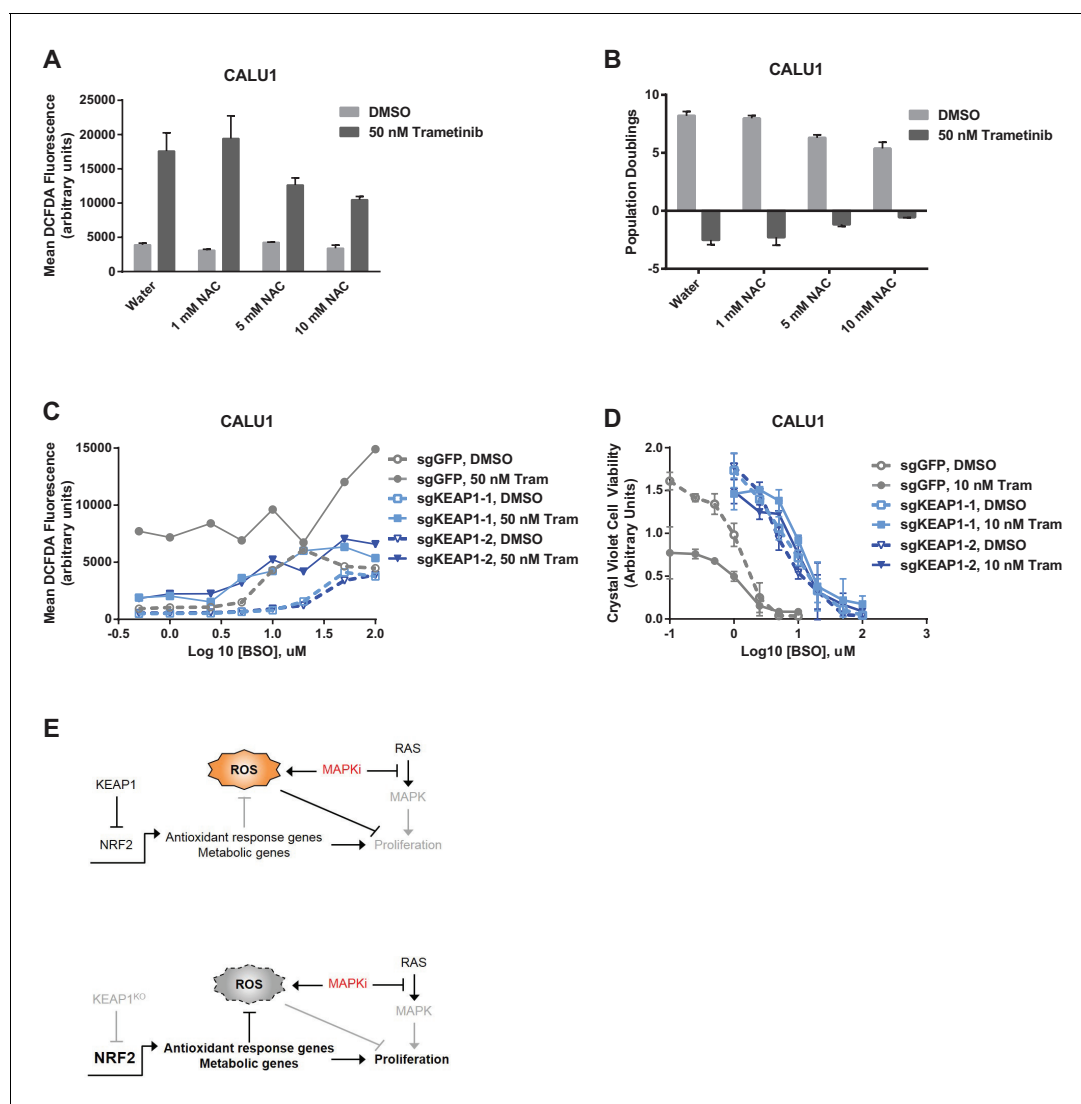 A
CALU1
Mean DCFDA Fluorescence
(arbitrary units)
25000
20000
15000
10000
5000
0
DMSO
50 nM Trametinib
Water
1 mM NAC
5 mM NAC
10 mM NAC
B
CALU1
Population Doublings
10
5
0
-5
DMSO
50 nM Trametinib
Water
1 mM NAC
5 mM NAC
10 mM NAC
C
CALU1
Mean DCFDA Fluorescence
(arbitrary units)
15000
10000
5000
0
-0.5
0.0
0.5
1.0
1.5
2.0
Log 10 [BSO], uM
sgGFP, DMSO
sgGFP, 50 nM Tram
sgKEAP1-1, DMSO
sgKEAP1-1, 50 nM Tram
sgKEAP1-2, DMSO
sgKEAP1-2, 50 nM Tram
D
CALU1
Crystal Violet Cell Viability
(Arbitrary Units)
2.0
1.5
1.0
0.5
0.0
-1
0
1
2
3
Log10 [BSO], uM
sgGFP, DMSO
sgGFP, 10 nM Tram
sgKEAP1-1, DMSO
sgKEAP1-1, 10 nM Tram
sgKEAP1-2, DMSO
sgKEAP1-2, 10 nM Tram
E
RAS
ROS
MAPKi
KEAP1
MAPK
NRF2
Antioxidant response genes
Metabolic genes
Proliferation
RAS
ROS
MAPKi
KEAP1KO
MAPK
NRF2
Antioxidant response genes
Metabolic genes
Proliferation